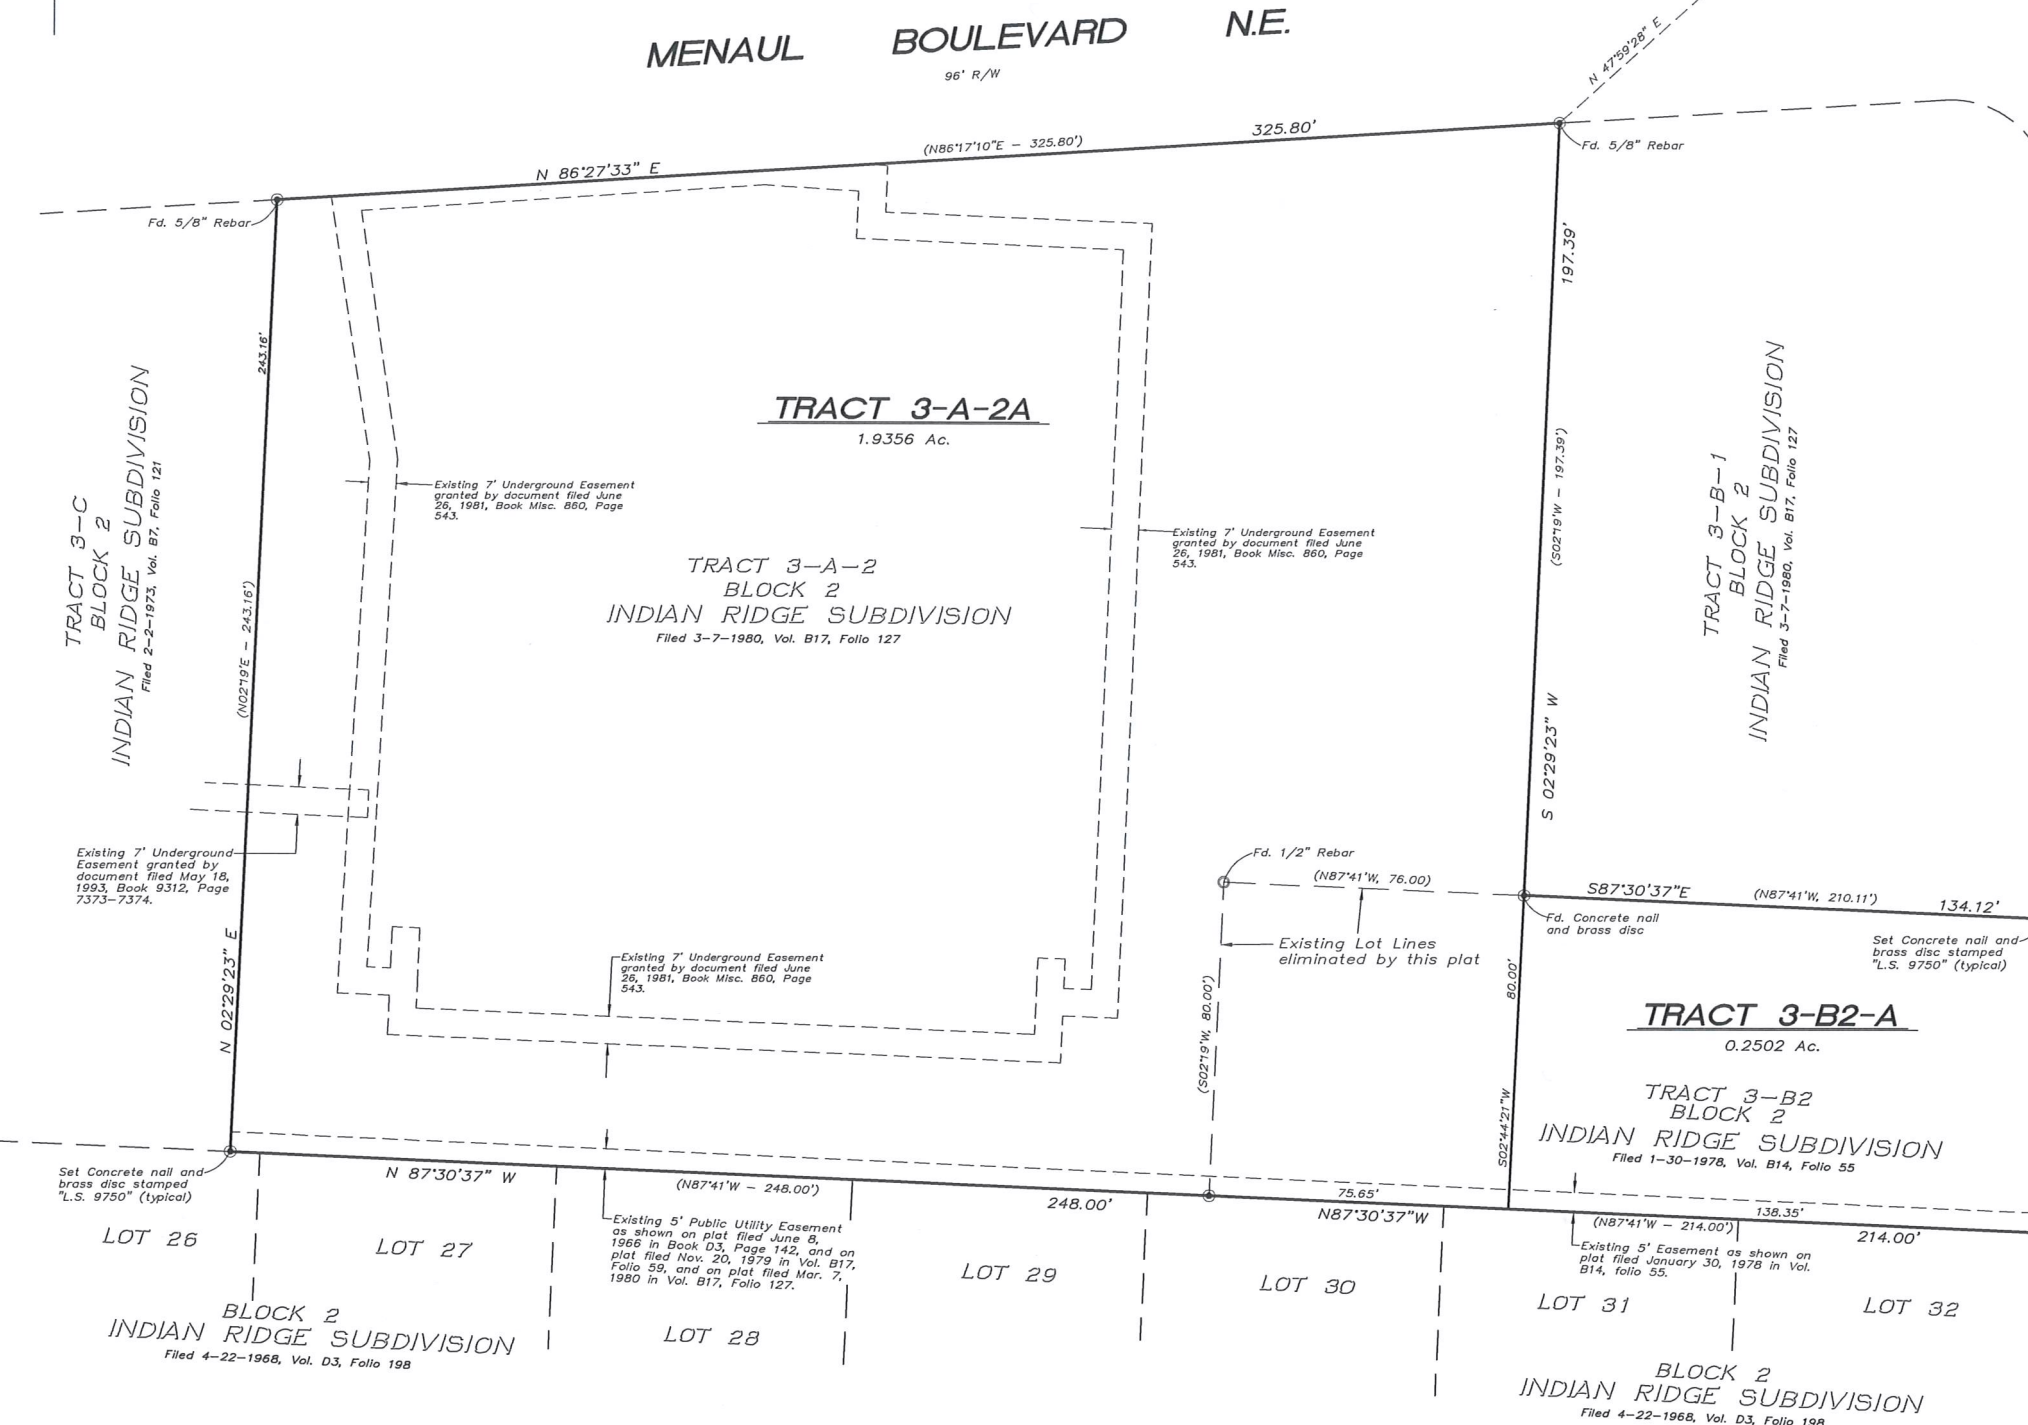 MENAUL BOULEVARD N.E.
96' R/W
N 47°59'28" E
N 86°27'33" E
(N86°17'10"E - 325.80')
325.80'
Fd. 5/8" Rebar
Fd. 5/8" Rebar
243.16'
(N02°19'E - 243.16')
N 02°29'23" E
197.39'
(S02°19'W - 197.39')
S 02°29'23" W
TRACT 3-C
BLOCK 2
INDIAN RIDGE SUBDIVISION
Filed 2-2-1973, Vol. B7, Folio 121
TRACT 3-A-2A
1.9356 Ac.
Existing 7' Underground Easement
granted by document filed June
26, 1981, Book Misc. 860, Page
543.
Existing 7' Underground Easement
granted by document filed June
26, 1981, Book Misc. 860, Page
543.
TRACT 3-A-2
BLOCK 2
INDIAN RIDGE SUBDIVISION
Filed 3-7-1980, Vol. B17, Folio 127
TRACT 3-B-1
BLOCK 2
INDIAN RIDGE SUBDIVISION
Filed 3-7-1980, Vol. B17, Folio 127
Existing 7' Underground
Easement granted by
document filed May 18,
1993, Book 9312, Page
7373-7374.
Existing 7' Underground Easement
granted by document filed June
26, 1981, Book Misc. 860, Page
543.
Fd. 1/2" Rebar
(N87°41'W, 76.00)
S87°30'37"E
(N87°41'W, 210.11')
134.12'
Fd. Concrete nail
and brass disc
Existing Lot Lines
eliminated by this plat
Set Concrete nail and
brass disc stamped
"L.S. 9750" (typical)
(S02°19'W, 80.00')
80.00'
S02°44'21"W
TRACT 3-B2-A
0.2502 Ac.
TRACT 3-B2
BLOCK 2
INDIAN RIDGE SUBDIVISION
Filed 1-30-1978, Vol. B14, Folio 55
Set Concrete nail and
brass disc stamped
"L.S. 9750" (typical)
N 87°30'37" W
(N87°41'W - 248.00')
248.00'
75.65'
N87°30'37"W
138.35'
(N87°41'W - 214.00')
214.00'
Existing 5' Public Utility Easement
as shown on plat filed June 8,
1966 in Book D3, Page 142, and on
plat filed Nov. 20, 1979 in Vol. B17,
Folio 59, and on plat filed Mar. 7,
1980 in Vol. B17, Folio 127.
Existing 5' Easement as shown on
plat filed January 30, 1978 in Vol.
B14, folio 55.
LOT 26
LOT 27
LOT 28
LOT 29
LOT 30
LOT 31
LOT 32
BLOCK 2
INDIAN RIDGE SUBDIVISION
Filed 4-22-1968, Vol. D3, Folio 198
BLOCK 2
INDIAN RIDGE SUBDIVISION
Filed 4-22-1968, Vol. D3, Folio 198